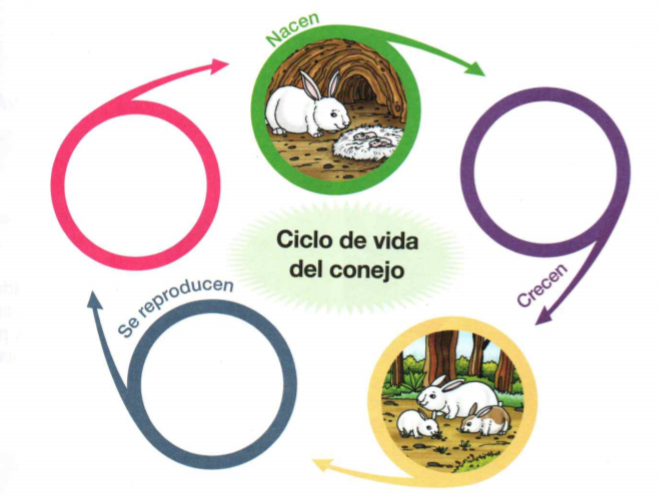 Nacen
Crecen
Ciclo de vida
del conejo
Se reproducen